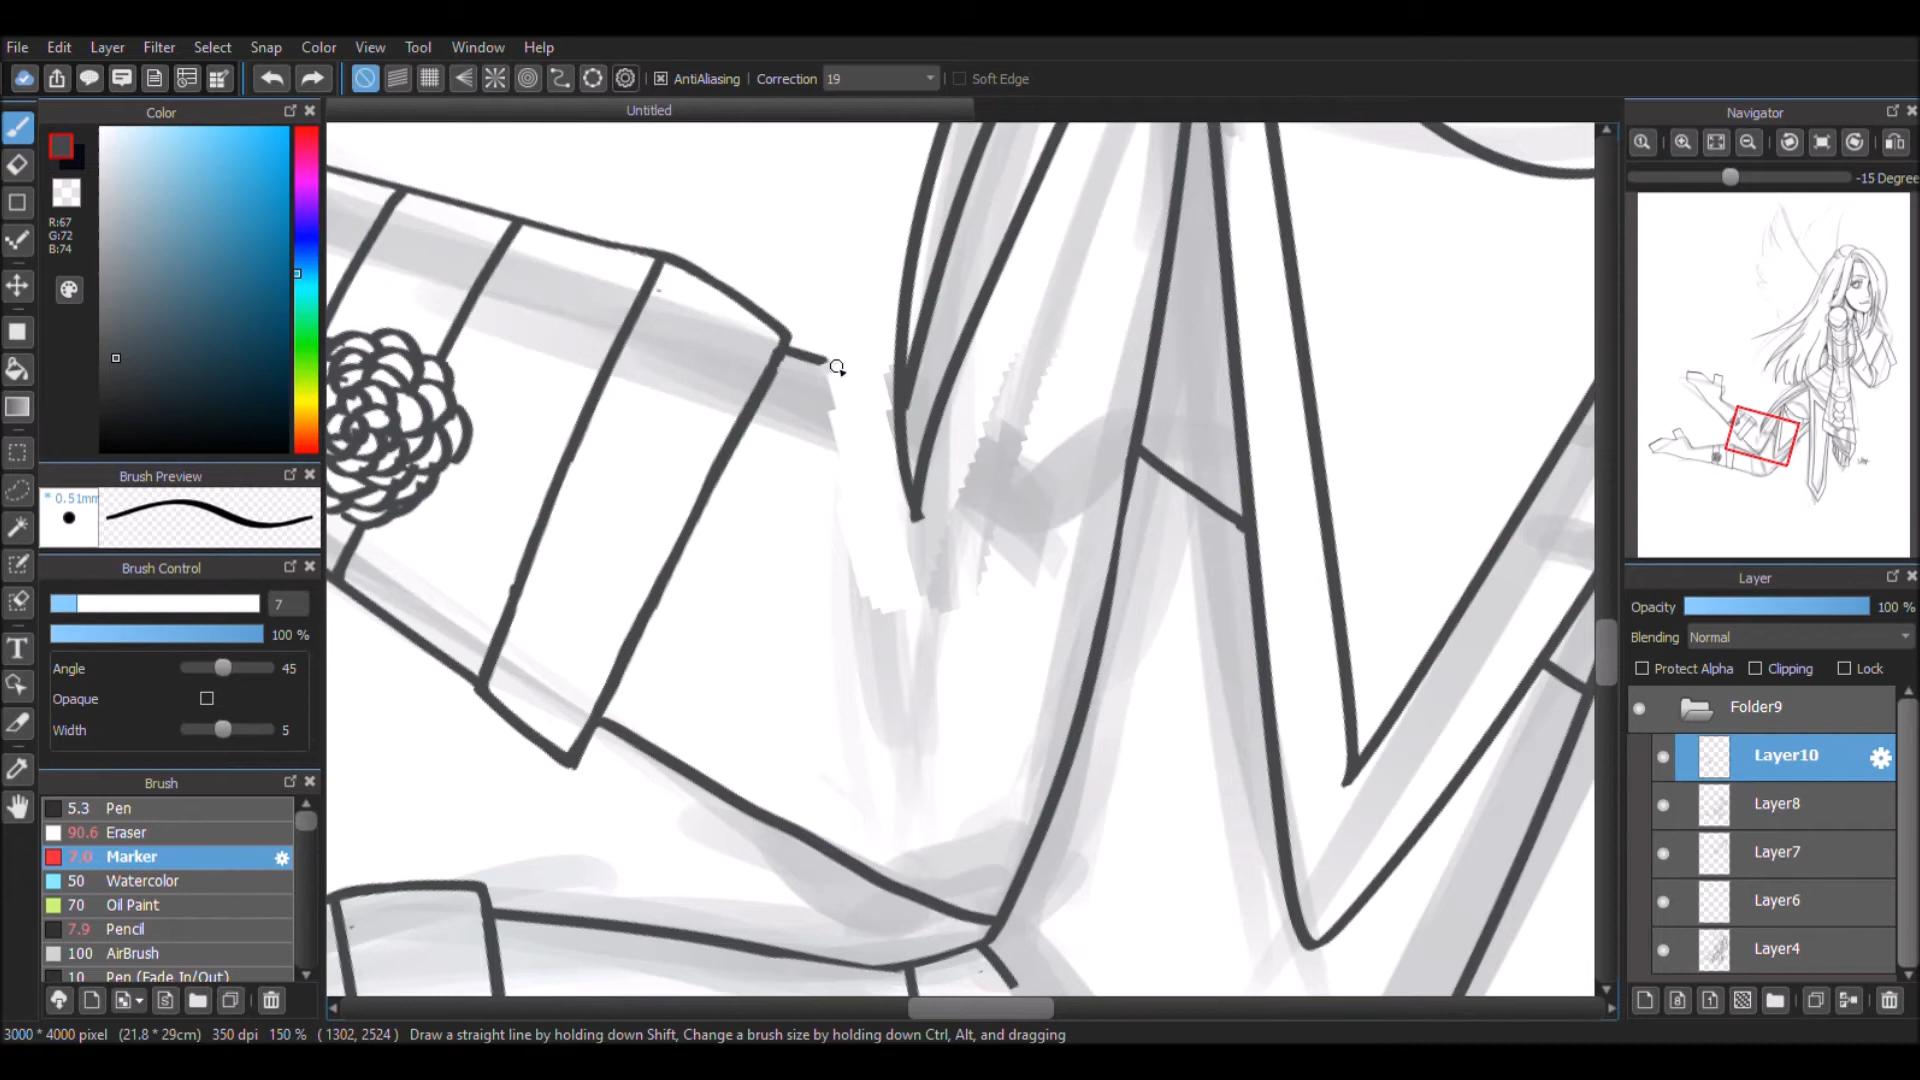 File Edit Layer Filter Select Snap Color View Tool Window Help
AntiAliasing Correction 19 Soft Edge
Color
Untitled
Navigator
-15 Degree
R:67
G:72
B:74
Brush Preview
* 0.51mm
Brush Control
7
100 %
Angle 45
Opaque
Width 5
Brush
5.3 Pen
90.6 Eraser
7.0 Marker
50 Watercolor
70 Oil Paint
7.9 Pencil
100 AirBrush
10 Pen (Fade In/Out)
Layer
Opacity 100 %
Blending Normal
Protect Alpha Clipping Lock
Folder9
Layer10
Layer8
Layer7
Layer6
Layer4
3000 * 4000 pixel (21.8 * 29cm) 350 dpi 150 % ( 1302, 2524 ) Draw a straight line by holding down Shift, Change a brush size by holding down Ctrl, Alt, and dragging